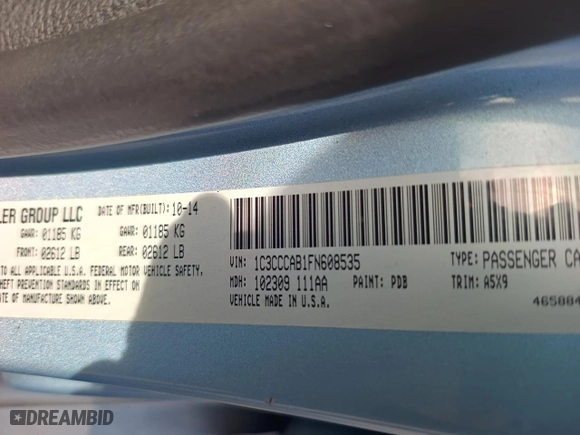 LER GROUP LLC
DATE OF MFR(BUILT): 10-14
GAWR: 01185 KG
GAWR: 01185 KG
FRONT: 02612 LB
REAR: 02612 LB
TO ALL APPLICABLE U.S.A. FEDERAL MOTOR VEHICLE SAFETY,
HEFT PREVENTION STANDARDS IN EFFECT ON
DATE OF MANUFACTURE SHOWN ABOVE.
VIN: 1C3CCCAB1FN608535
TYPE: PASSENGER CA
MDH: 102309 111AA
PAINT: PDB
TRIM: A5X9
VEHICLE MADE IN U.S.A.
465884
DREAMBID